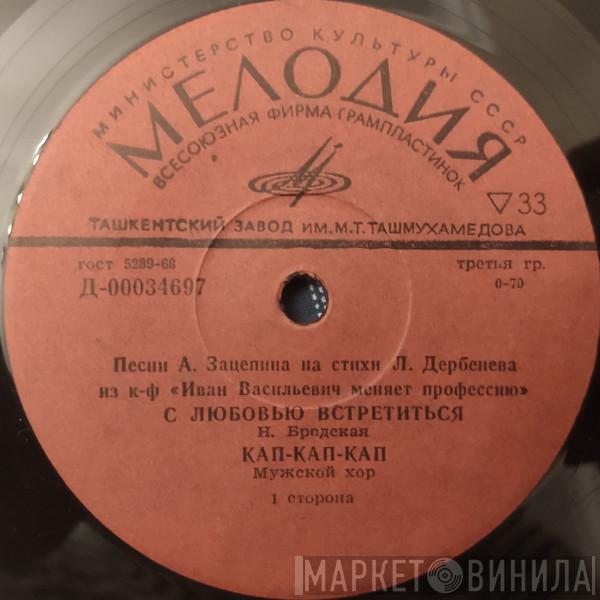 МИНИСТЕРСТВО КУЛЬТУРЫ СССР
МЕЛОДИЯ
ВСЕСОЮЗНАЯ ФИРМА ГРАМПЛАСТИНОК
▽33
ТАШКЕНТСКИЙ ЗАВОД ИМ. М.Т. ТАШМУХАМЕДОВА
гост 5289-68
третья гр.
Д-00034697
0-70
Песни А. Зацепина на стихи Л. Дербенева
из к-ф «Иван Васильевич меняет профессию»
С ЛЮБОВЬЮ ВСТРЕТИТЬСЯ
Н. Бродская
КАП-КАП-КАП
Мужской хор
1 сторона
МАРКЕТ ВИНИЛА